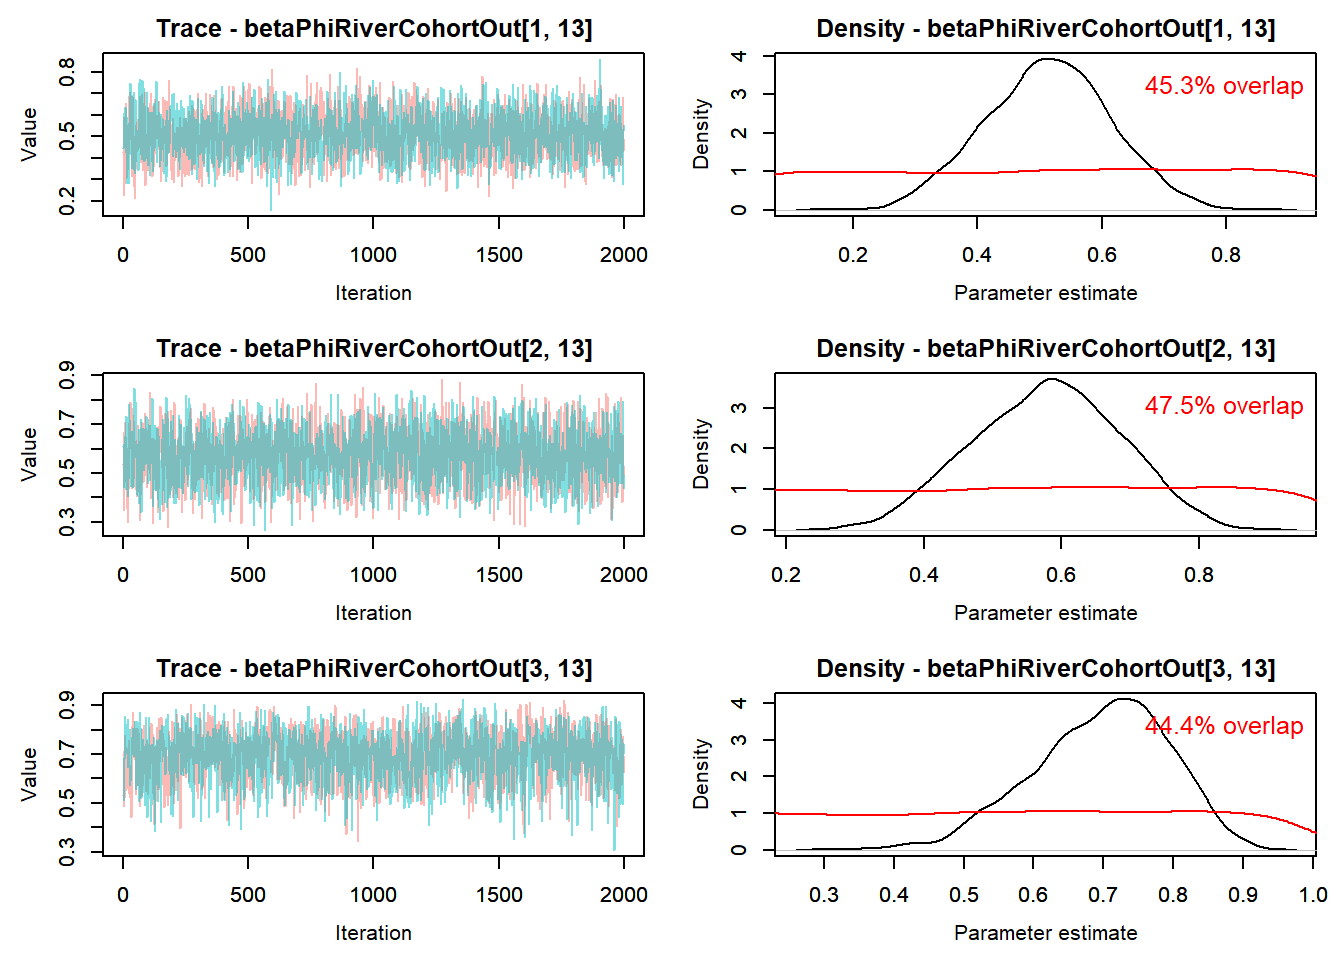 Trace - betaPhiRiverCohortOut[1, 13]
Value
0.2 0.5 0.8
0 500 1000 1500 2000
Iteration
Density - betaPhiRiverCohortOut[1, 13]
45.3% overlap
Density
0 1 2 3 4
0.2 0.4 0.6 0.8
Parameter estimate
Trace - betaPhiRiverCohortOut[2, 13]
Value
0.3 0.5 0.7 0.9
0 500 1000 1500 2000
Iteration
Density - betaPhiRiverCohortOut[2, 13]
47.5% overlap
Density
0 1 2 3
0.2 0.4 0.6 0.8
Parameter estimate
Trace - betaPhiRiverCohortOut[3, 13]
Value
0.3 0.5 0.7 0.9
0 500 1000 1500 2000
Iteration
Density - betaPhiRiverCohortOut[3, 13]
44.4% overlap
Density
0 1 2 3 4
0.3 0.4 0.5 0.6 0.7 0.8 0.9 1.0
Parameter estimate